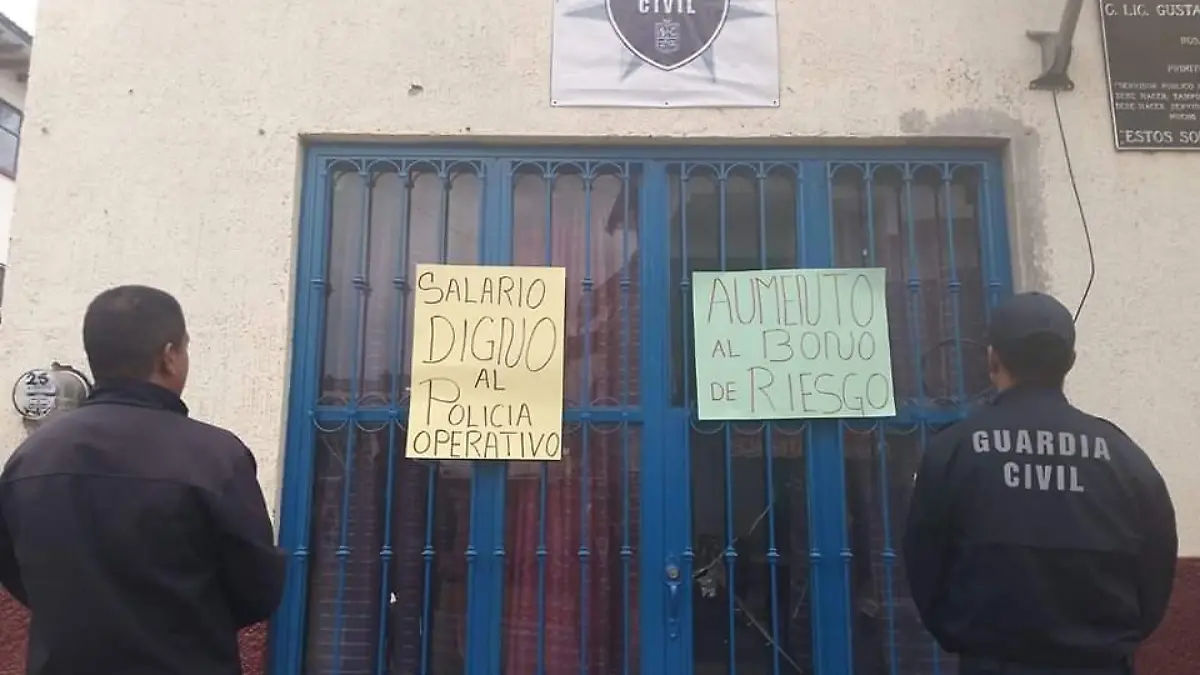 CIVIL
C. LIC. GUSTA
SALARIO
DIGNO
AL
POLICIA
OPERATIVO
AUMENTO
AL BONO
DE RIESGO
GUARDIA
CIVIL
25
ESTOS SO